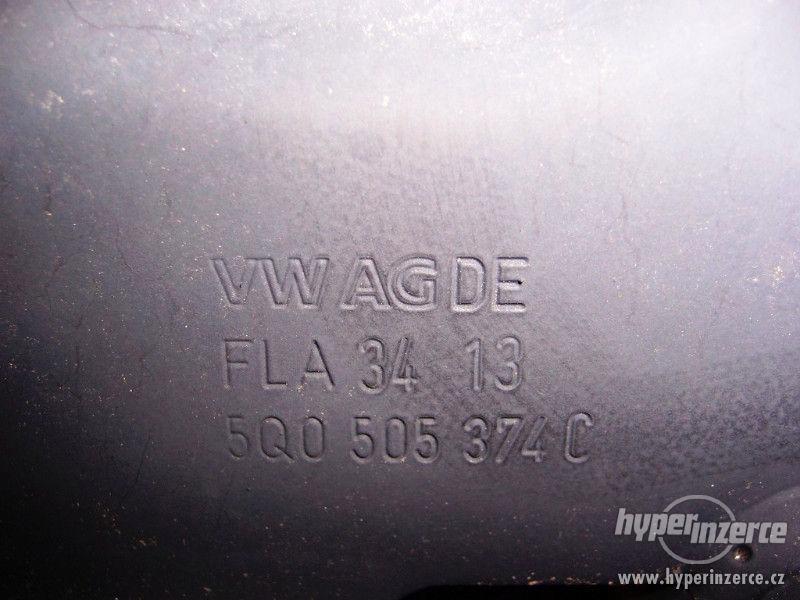 VW AG DE
FLA 34 13
5Q0 505 374 C
hyperinzerce
www.hyperinzerce.cz